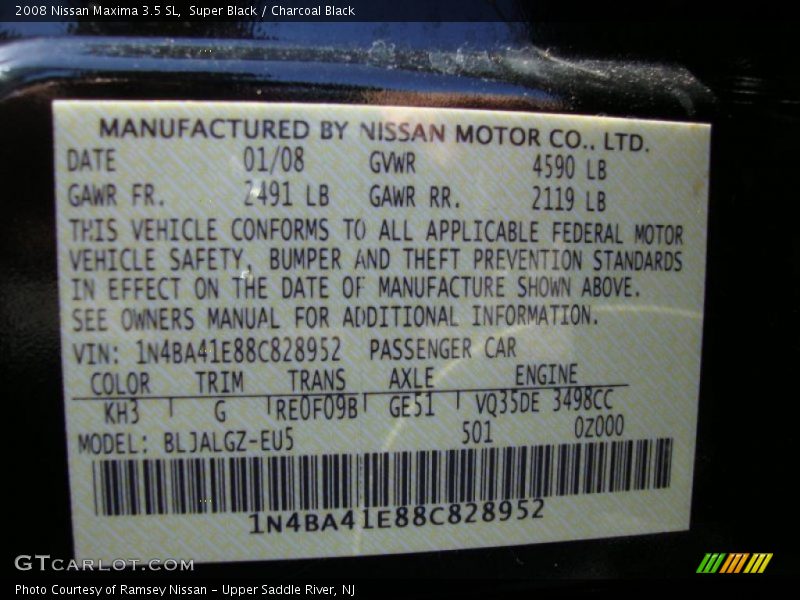 2008 Nissan Maxima 3.5 SL, Super Black / Charcoal Black
MANUFACTURED BY NISSAN MOTOR CO., LTD.
DATE 01/08 GVWR 4590 LB
GAWR FR. 2491 LB GAWR RR. 2119 LB
THIS VEHICLE CONFORMS TO ALL APPLICABLE FEDERAL MOTOR
VEHICLE SAFETY, BUMPER AND THEFT PREVENTION STANDARDS
IN EFFECT ON THE DATE OF MANUFACTURE SHOWN ABOVE.
SEE OWNERS MANUAL FOR ADDITIONAL INFORMATION.
VIN: 1N4BA41E88C828952 PASSENGER CAR
COLOR TRIM TRANS AXLE ENGINE
KH3 G RE0F09B GE51 VQ35DE 3498CC
MODEL: BLJALGZ-EU5 501 0Z000
1N4BA41E88C828952
GTCARLOT.COM
Photo Courtesy of Ramsey Nissan - Upper Saddle River, NJ